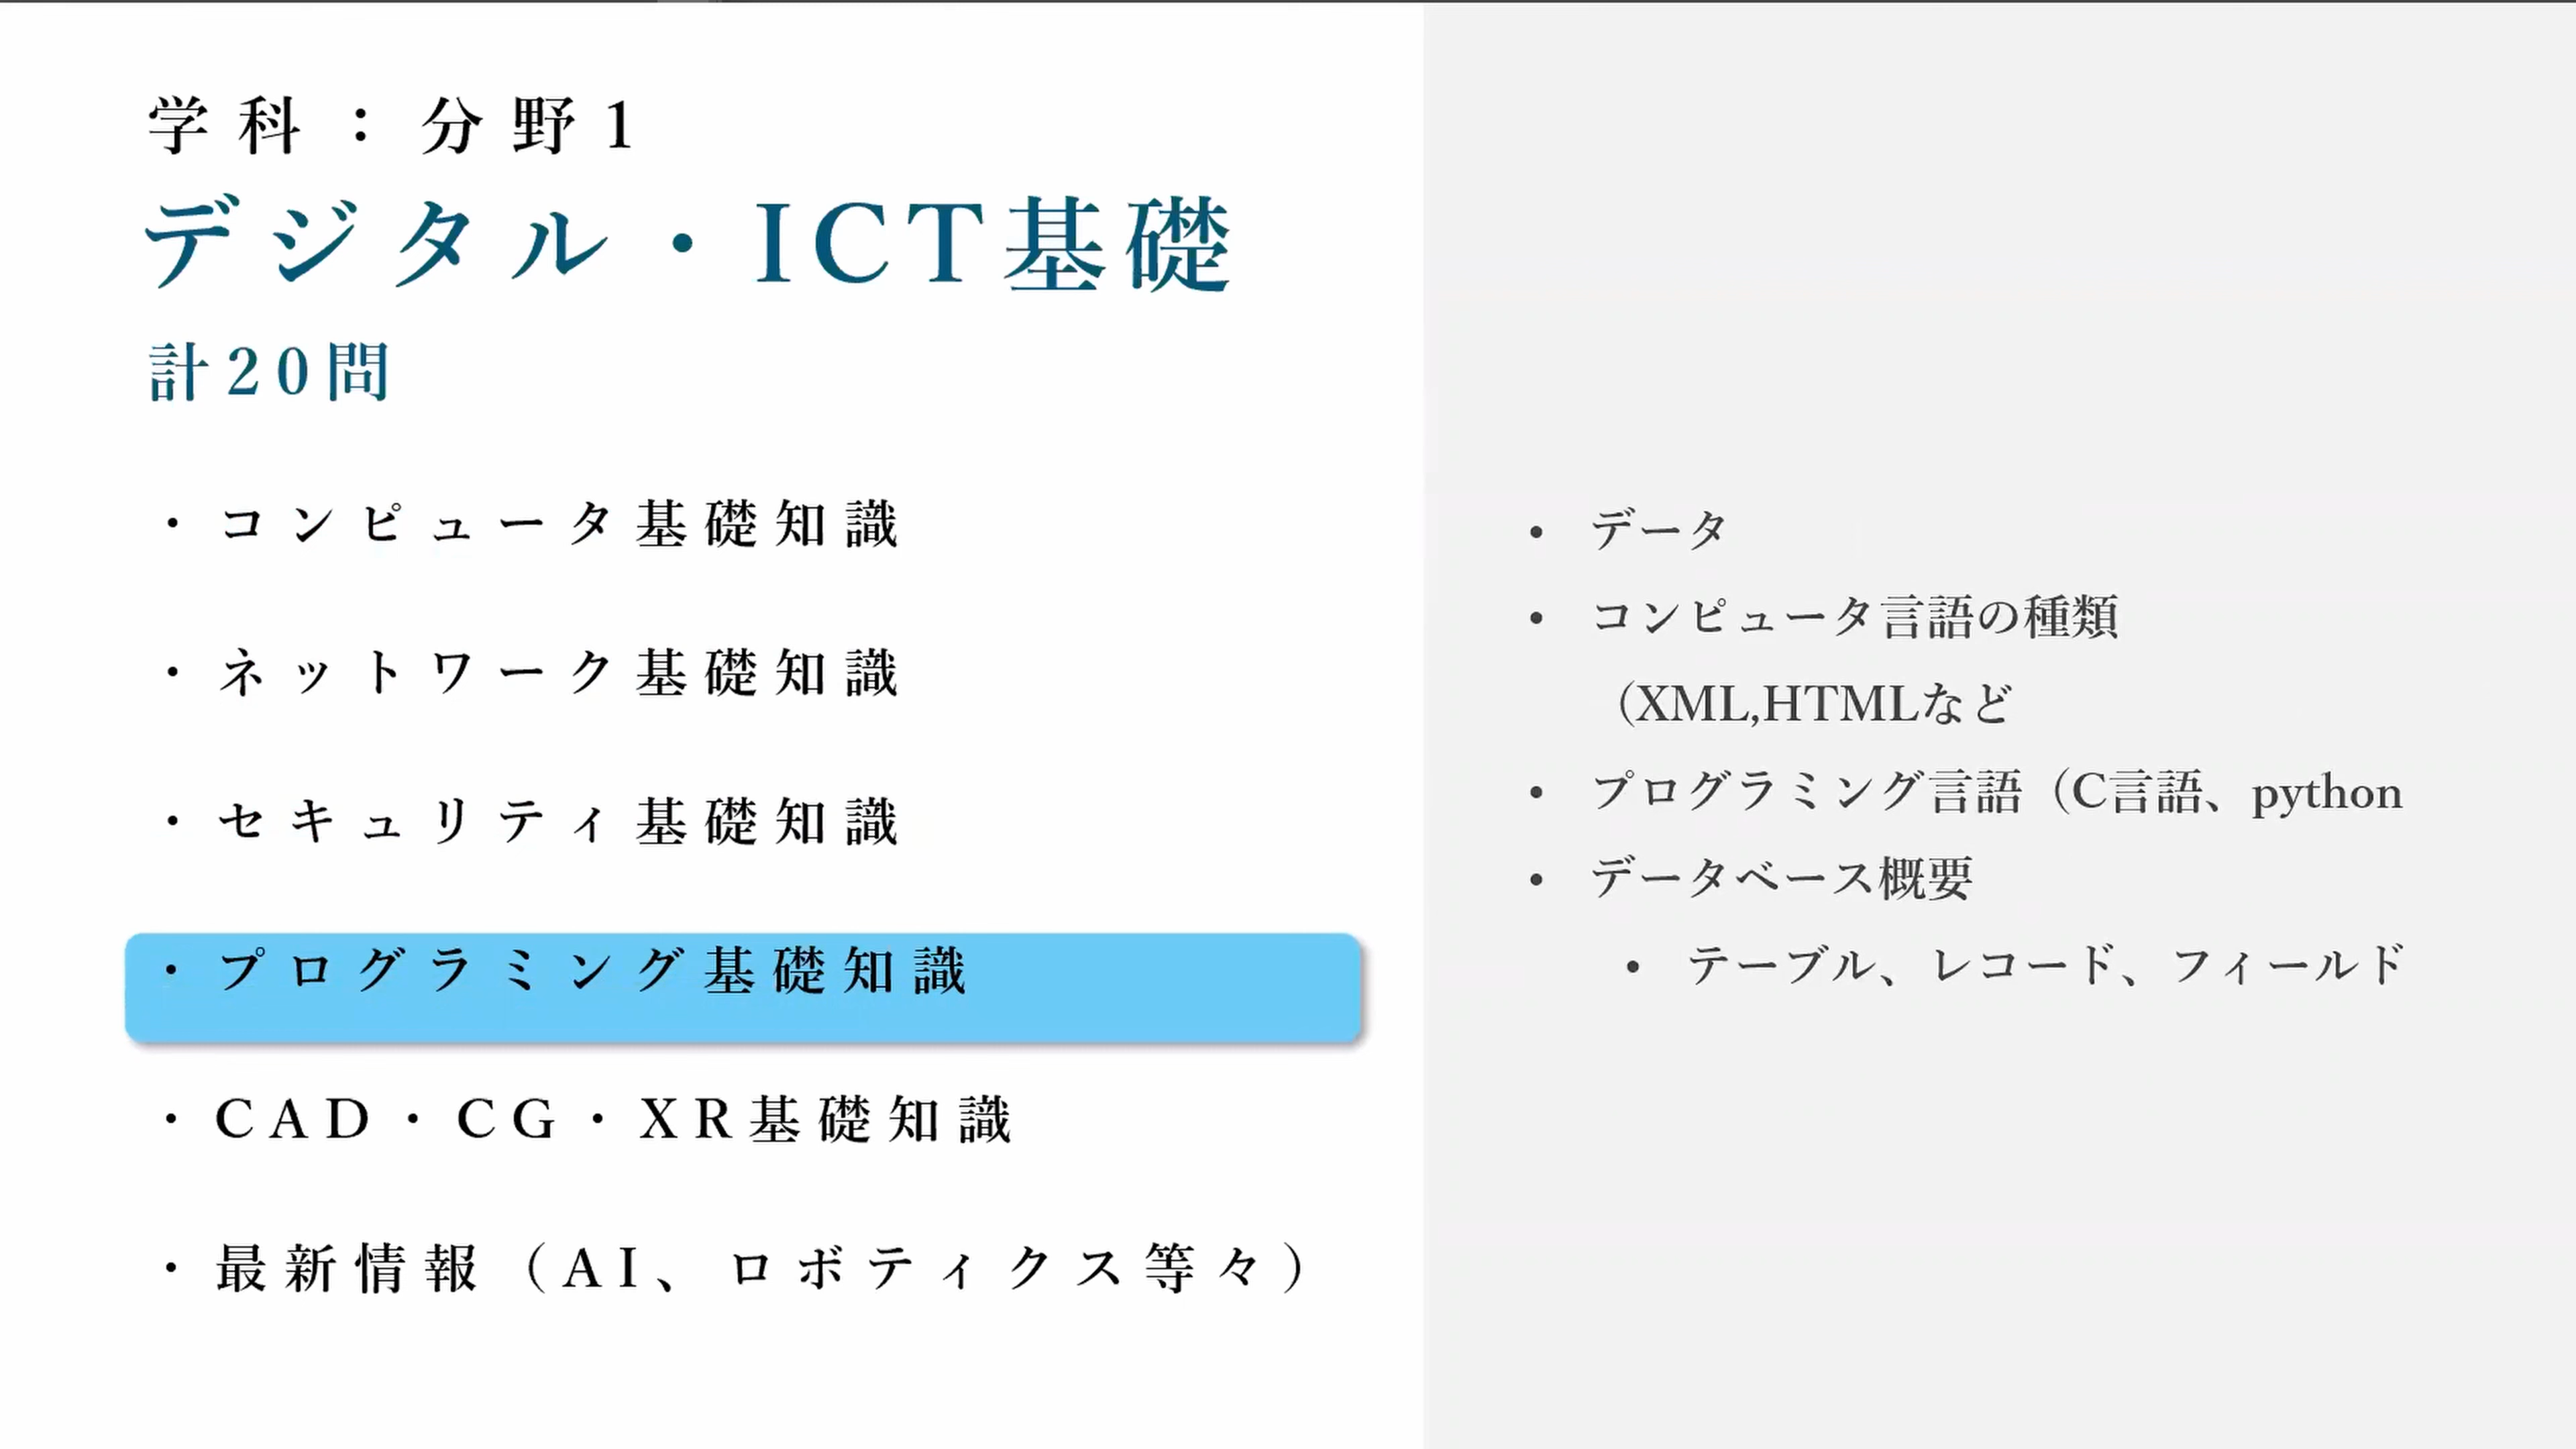 学科：分野1
デジタル・ICT基礎
計20問
・コンピュータ基礎知識
・ネットワーク基礎知識
・セキュリティ基礎知識
・プログラミング基礎知識
・CAD・CG・XR基礎知識
・最新情報（AI、ロボティクス等々）
• データ
• コンピュータ言語の種類
（XML,HTMLなど
• プログラミング言語（C言語、python
• データベース概要
• テーブル、レコード、フィールド